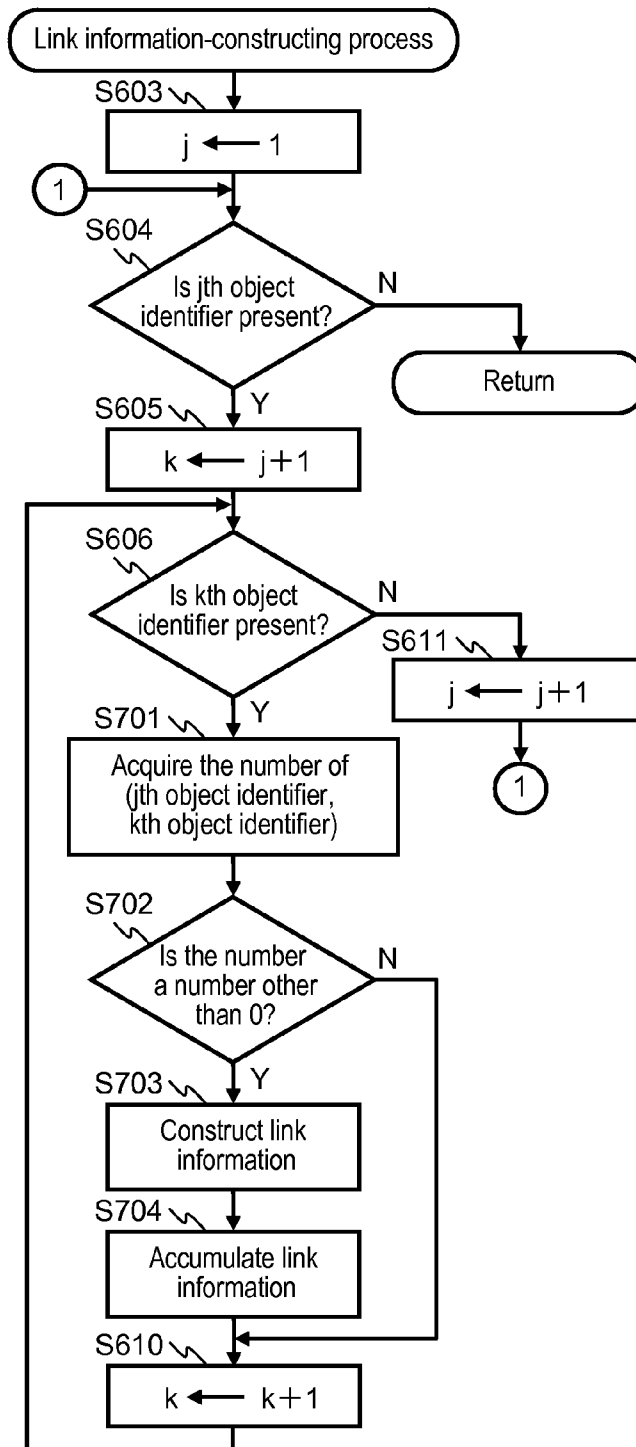 Link information-constructing process
S603
j ← 1
1
S604
Is jth object
identifier present?
N
Return
Y
S605
k ← j+1
S606
Is kth object
identifier present?
N
S611
j ← j+1
1
Y
S701
Acquire the number of
(jth object identifier,
kth object identifier)
S702
Is the number
a number other
than 0?
N
Y
S703
Construct link
information
S704
Accumulate link
information
S610
k ← k+1